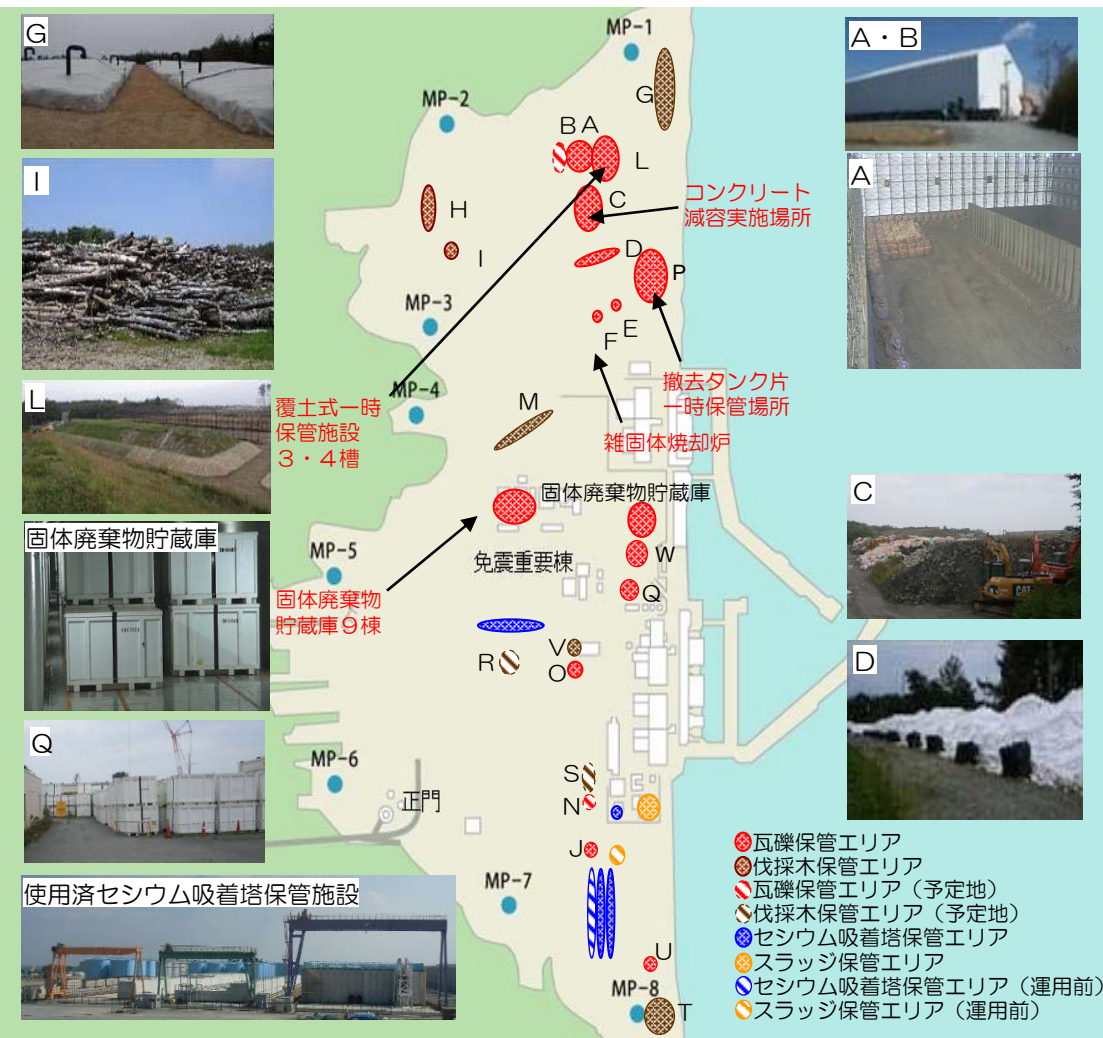 G
I
L
固体廃棄物貯蔵庫
Q
使用済セシウム吸着塔保管施設
A・B
A
C
D
MP-1
G
MP-2
B A
L
C
コンクリート
減容実施場所
H
I
D
P
MP-3
E
F
撤去タンク片
一時保管場所
MP-4
M
覆土式一時
保管施設
3・4槽
雑固体焼却炉
固体廃棄物貯蔵庫
MP-5
W
免震重要棟
Q
固体廃棄物
貯蔵庫9棟
V
R
O
MP-6
S
正門
N
J
MP-7
U
MP-8
T
瓦礫保管エリア
伐採木保管エリア
瓦礫保管エリア（予定地）
伐採木保管エリア（予定地）
セシウム吸着塔保管エリア
スラッジ保管エリア
セシウム吸着塔保管エリア（運用前）
スラッジ保管エリア（運用前）